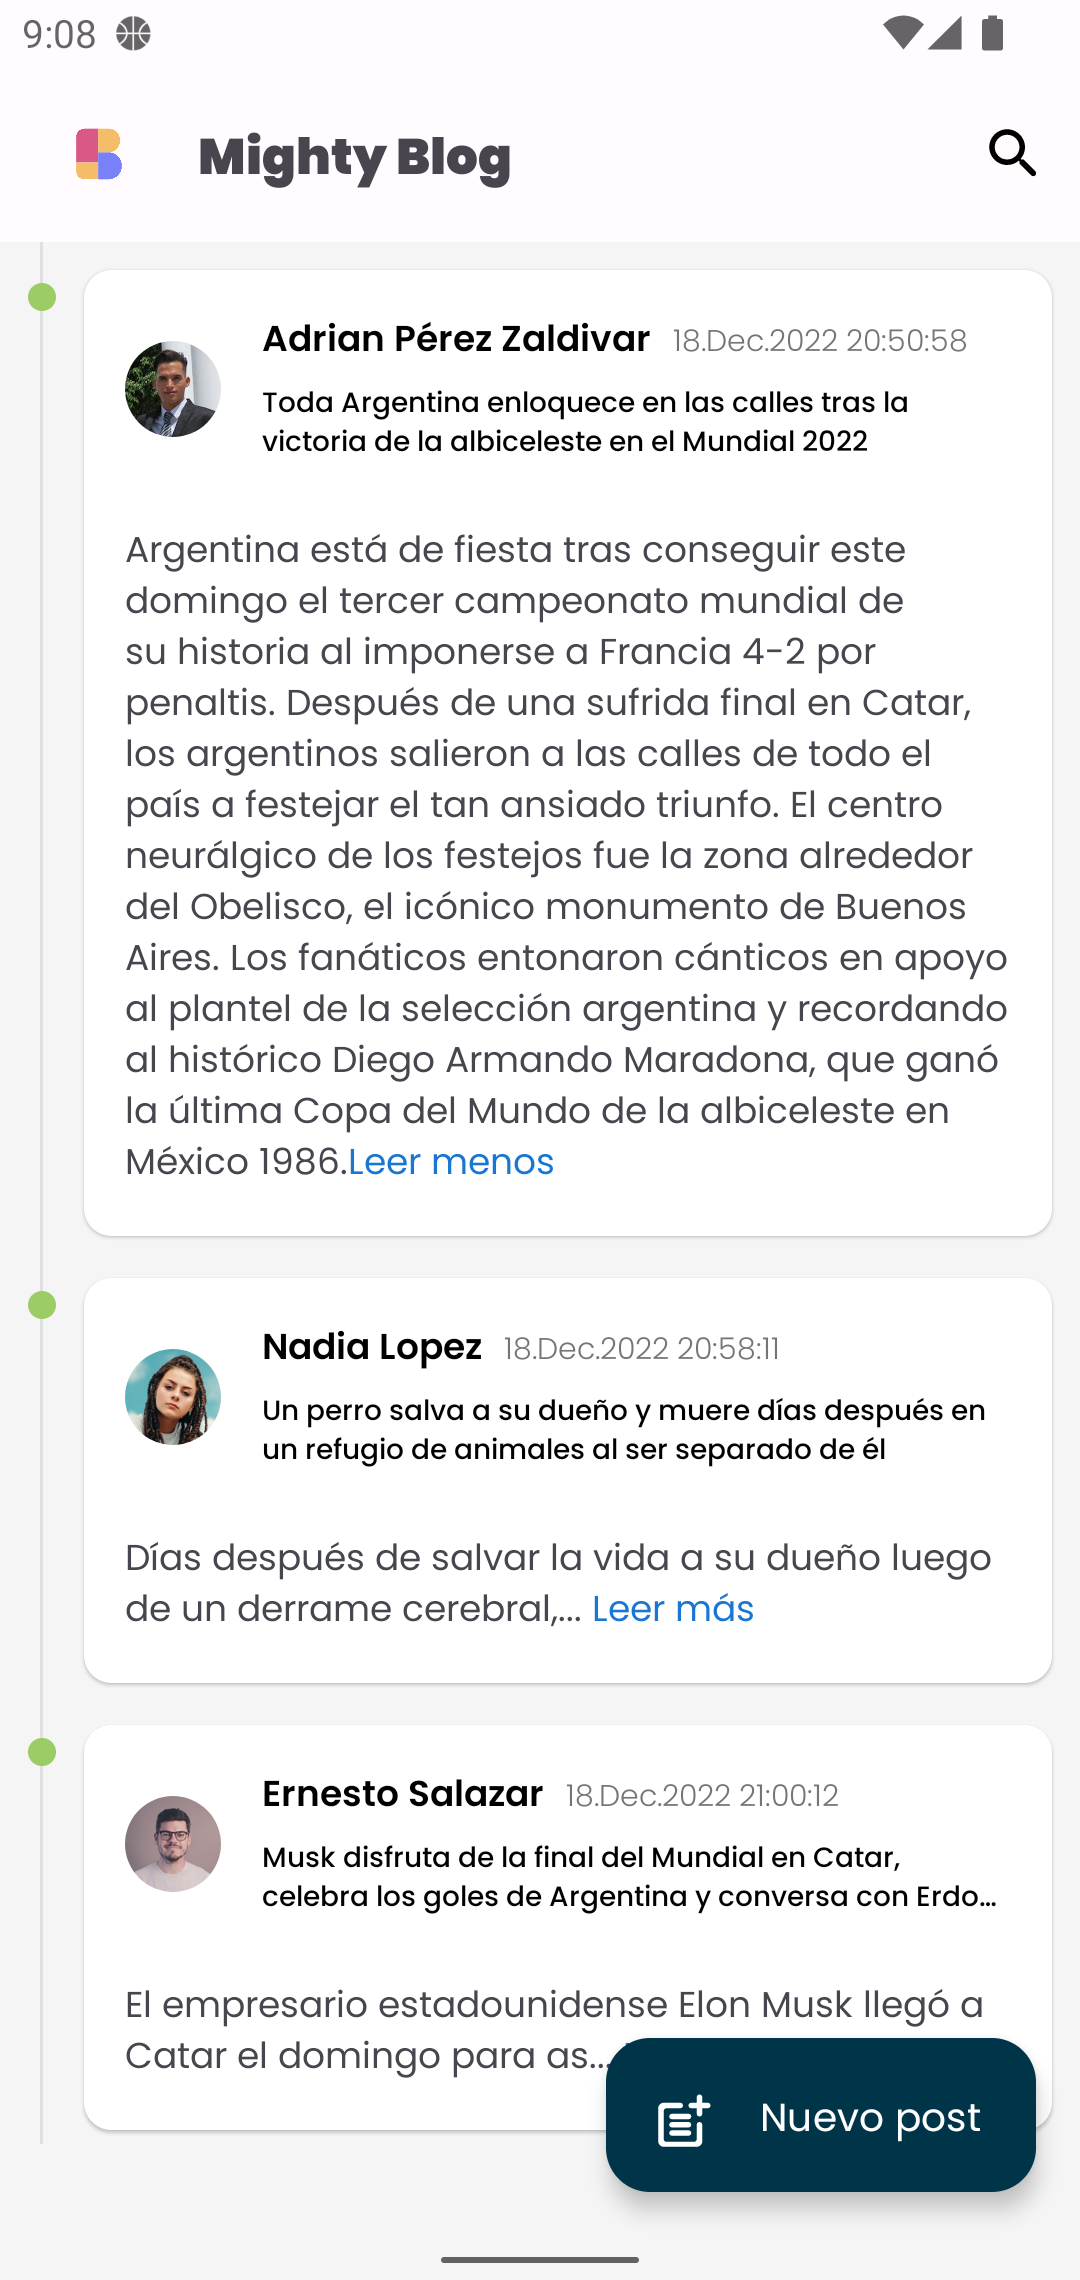 9:08
Mighty Blog
Adrian Pérez Zaldivar 18.Dec.2022 20:50:58
Toda Argentina enloquece en las calles tras la
victoria de la albiceleste en el Mundial 2022
Argentina está de fiesta tras conseguir este
domingo el tercer campeonato mundial de
su historia al imponerse a Francia 4-2 por
penaltis. Después de una sufrida final en Catar,
los argentinos salieron a las calles de todo el
país a festejar el tan ansiado triunfo. El centro
neurálgico de los festejos fue la zona alrededor
del Obelisco, el icónico monumento de Buenos
Aires. Los fanáticos entonaron cánticos en apoyo
al plantel de la selección argentina y recordando
al histórico Diego Armando Maradona, que ganó
la última Copa del Mundo de la albiceleste en
México 1986.Leer menos
Nadia Lopez 18.Dec.2022 20:58:11
Un perro salva a su dueño y muere días después en
un refugio de animales al ser separado de él
Días después de salvar la vida a su dueño luego
de un derrame cerebral,... Leer más
Ernesto Salazar 18.Dec.2022 21:00:12
Musk disfruta de la final del Mundial en Catar,
celebra los goles de Argentina y conversa con Erdo...
El empresario estadounidense Elon Musk llegó a
Catar el domingo para as...
Nuevo post